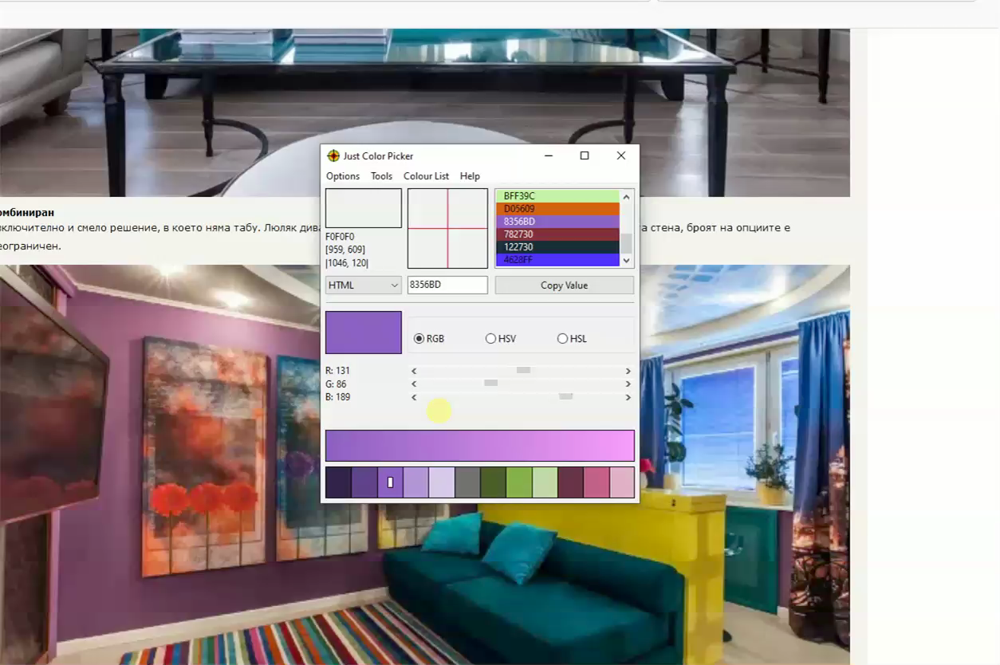 Just Color Picker
Options Tools Colour List Help
BFF39C
D05609
8356BD
782730
122730
4628FF
F0F0F0
[959, 609]
|1046, 120|
HTML
8356BD
Copy Value
RGB
HSV
HSL
R: 131
G: 86
B: 189
омбиниран
включително и смело решение, в което няма табу. Люляк
а стена, броят на опциите е
еограничен.